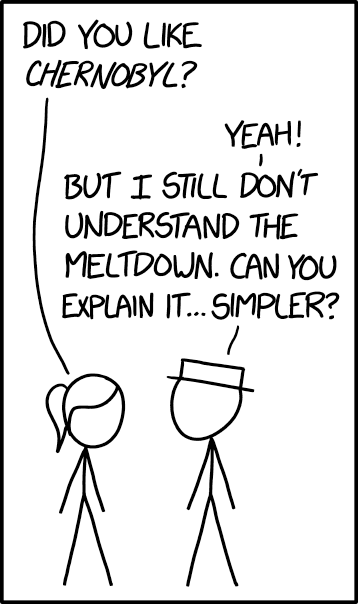 DID YOU LIKE
CHERNOBYL?
YEAH!
BUT I STILL DON'T
UNDERSTAND THE
MELTDOWN. CAN YOU
EXPLAIN IT... SIMPLER?